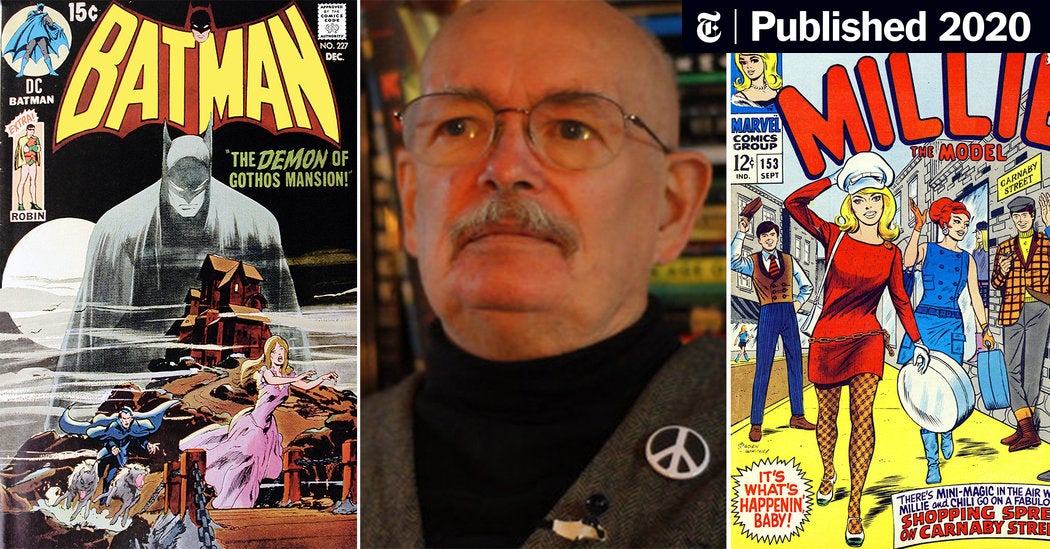 15¢
APPROVED
BY THE
COMICS
CODE
AUTHORITY
BATMAN
NO. 227
DEC.
DC
BATMAN
EXTRA!
ROBIN
"THE DEMON OF
GOTHOS MANSION!"
T | Published 2020
MARVEL
COMICS
GROUP
12¢
IND.
153
SEPT
MILLIE
THE MODEL
CARNABY
STREET
IT'S
WHAT'S
HAPPENIN',
BABY!
THERE'S MINI-MAGIC IN THE AIR W
MILLIE and CHILI GO ON A FABULO
SHOPPING SPRE
ON CARNABY STREE